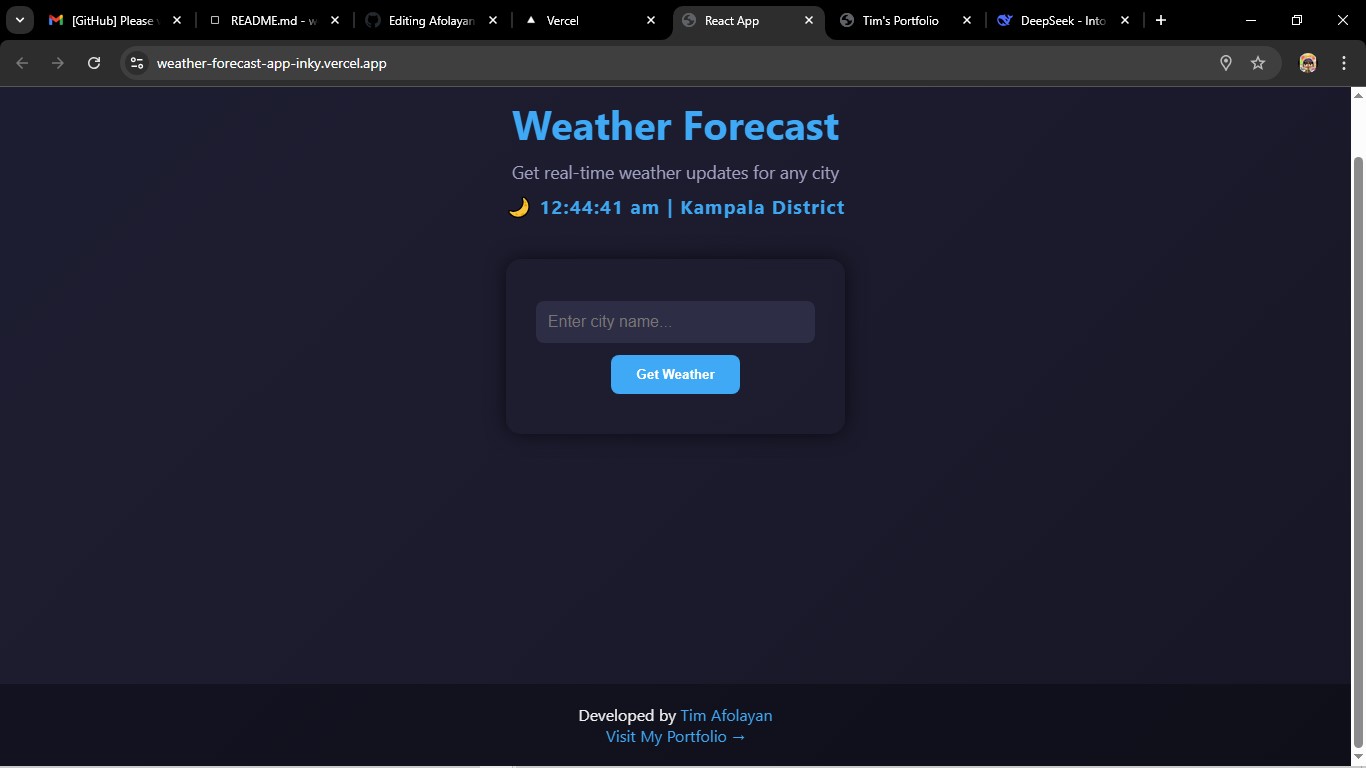 [GitHub] Please
README.md - w
Editing Afolayan
Vercel
React App
Tim's Portfolio
DeepSeek - Into
weather-forecast-app-inky.vercel.app
Weather Forecast
Get real-time weather updates for any city
12:44:41 am | Kampala District
Enter city name...
Get Weather
Developed by Tim Afolayan
Visit My Portfolio →